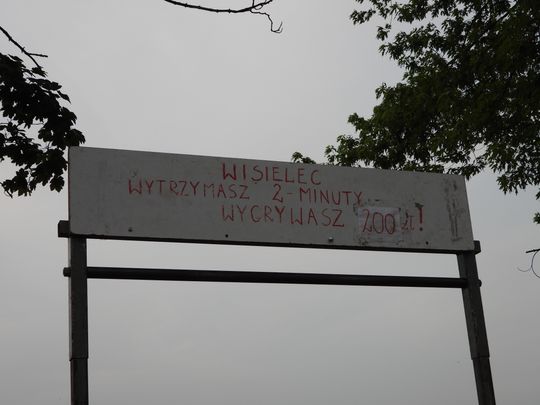 WISIELEC
WYTRZYMASZ 2-MINUTY
WYGRYWASZ 200 zł!